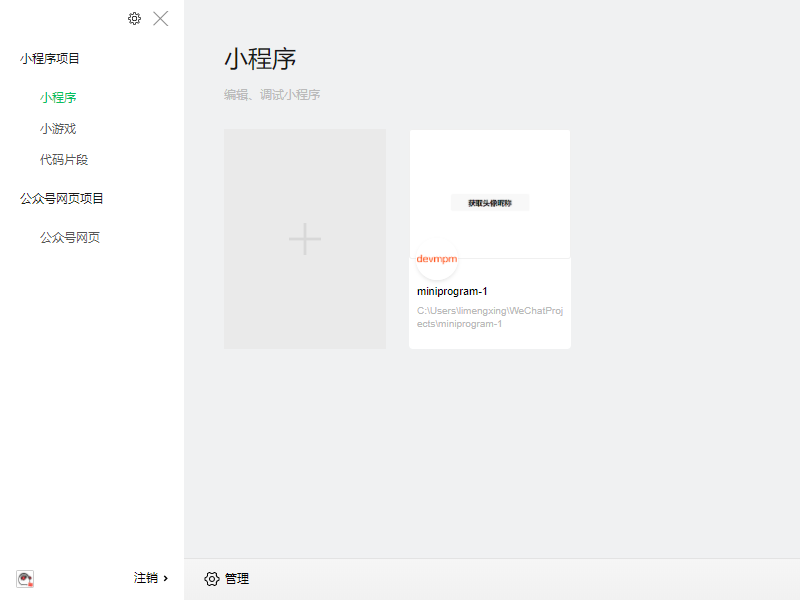 小程序项目
小程序
小游戏
代码片段
公众号网页项目
公众号网页
注销
小程序
编辑、调试小程序
获取头像昵称
devmpm
miniprogram-1
C:\Users\limengxing\WeChatProj
ects\miniprogram-1
管理